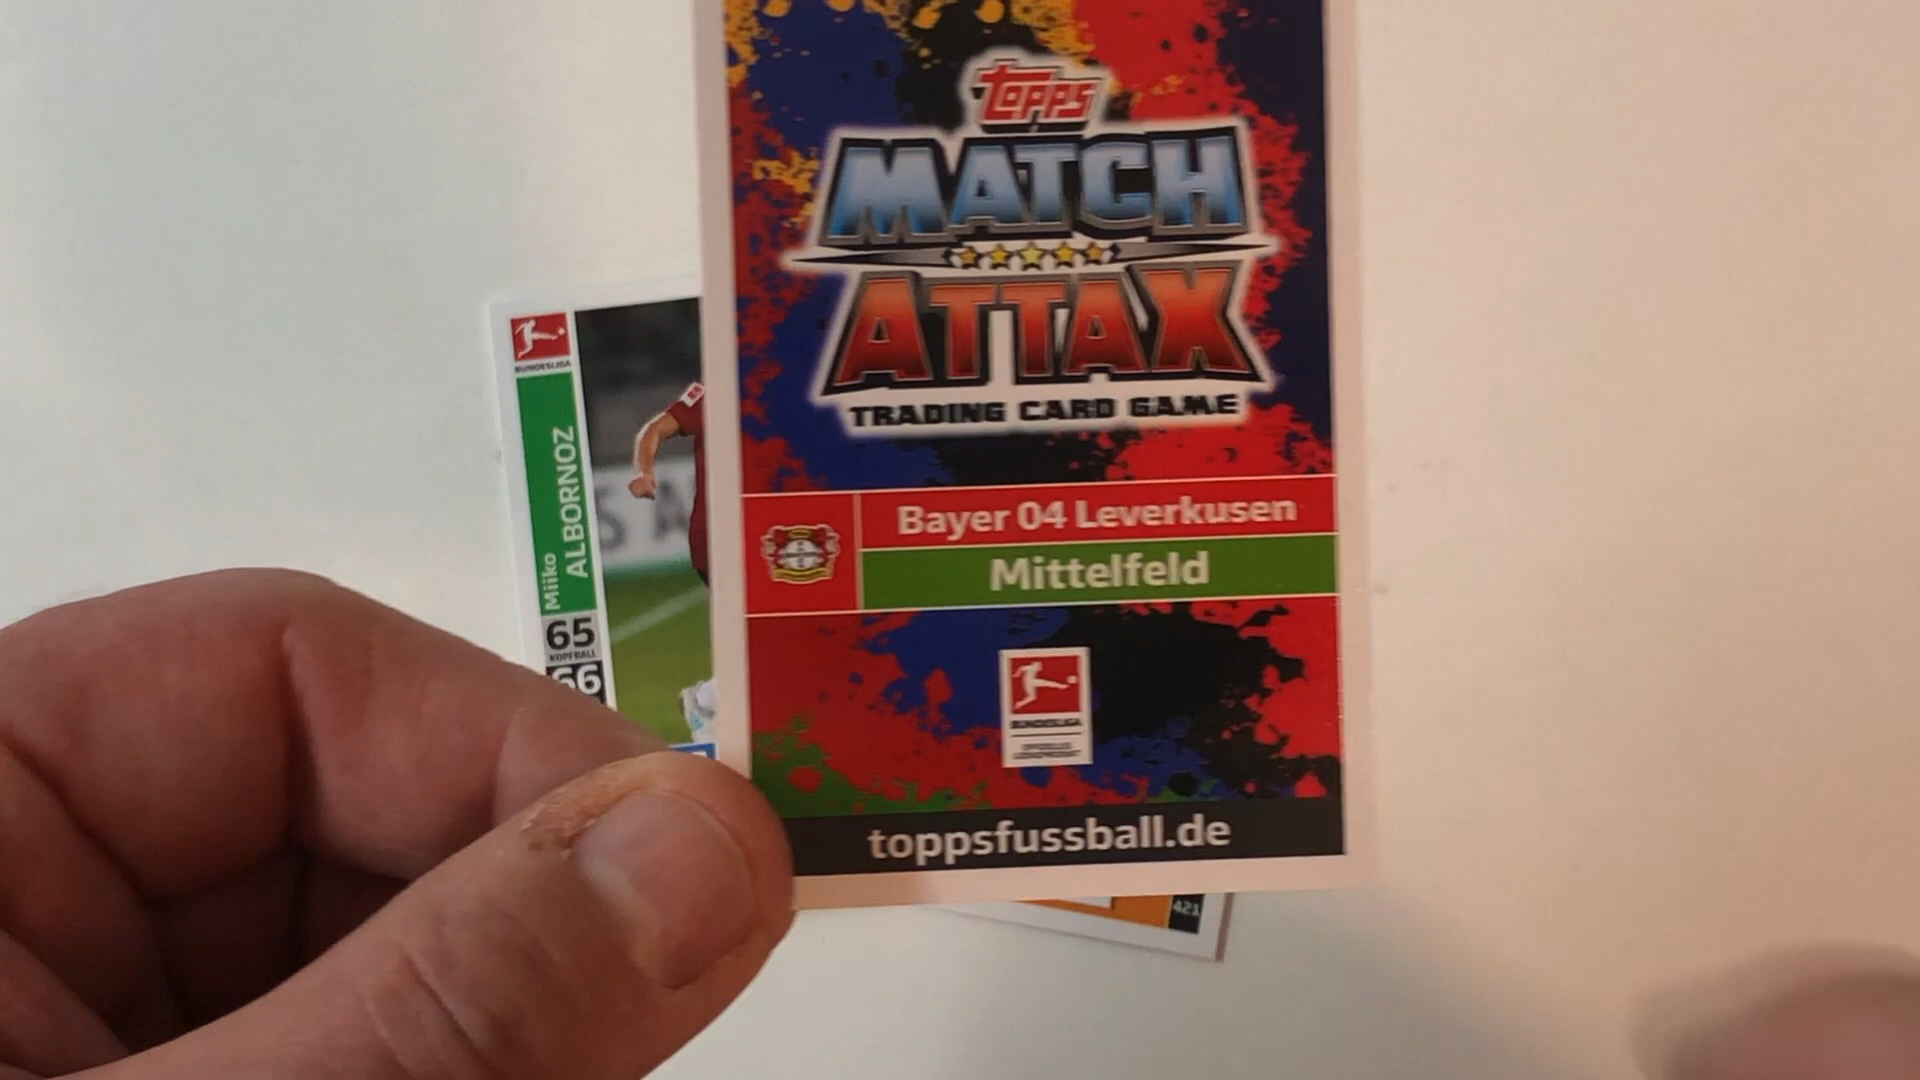 topps
MATCH
ATTAX
TRADING CARD GAME
Bayer 04 Leverkusen
Mittelfeld
BUNDESLIGA
toppsfussball.de
BUNDESLIGA
Miiko
ALBORNOZ
65
KOPFBALL
66
421